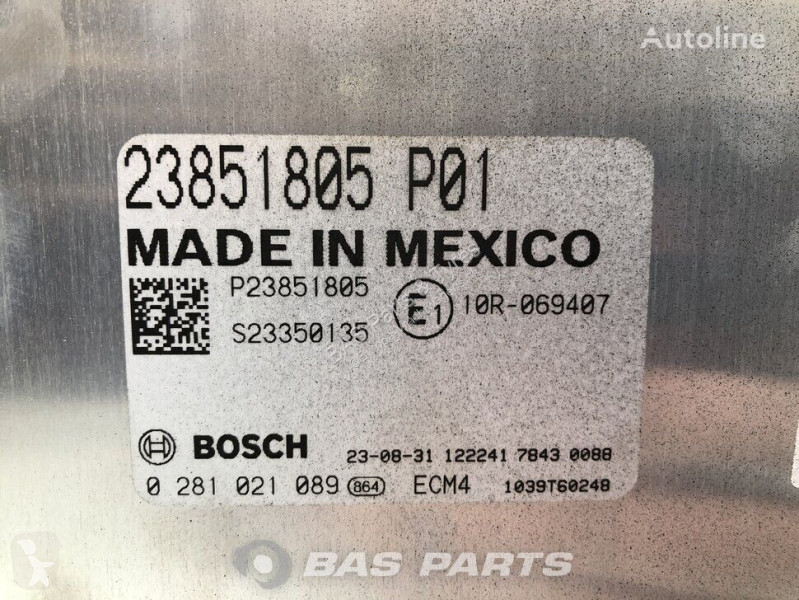 Autoline
23851805 P01
MADE IN MEXICO
P23851805
S23350135
E1 10R-069407
BOSCH 23-08-31 122241 7843 0088
0 281 021 089 864 ECM4 1039T60248
BAS PARTS